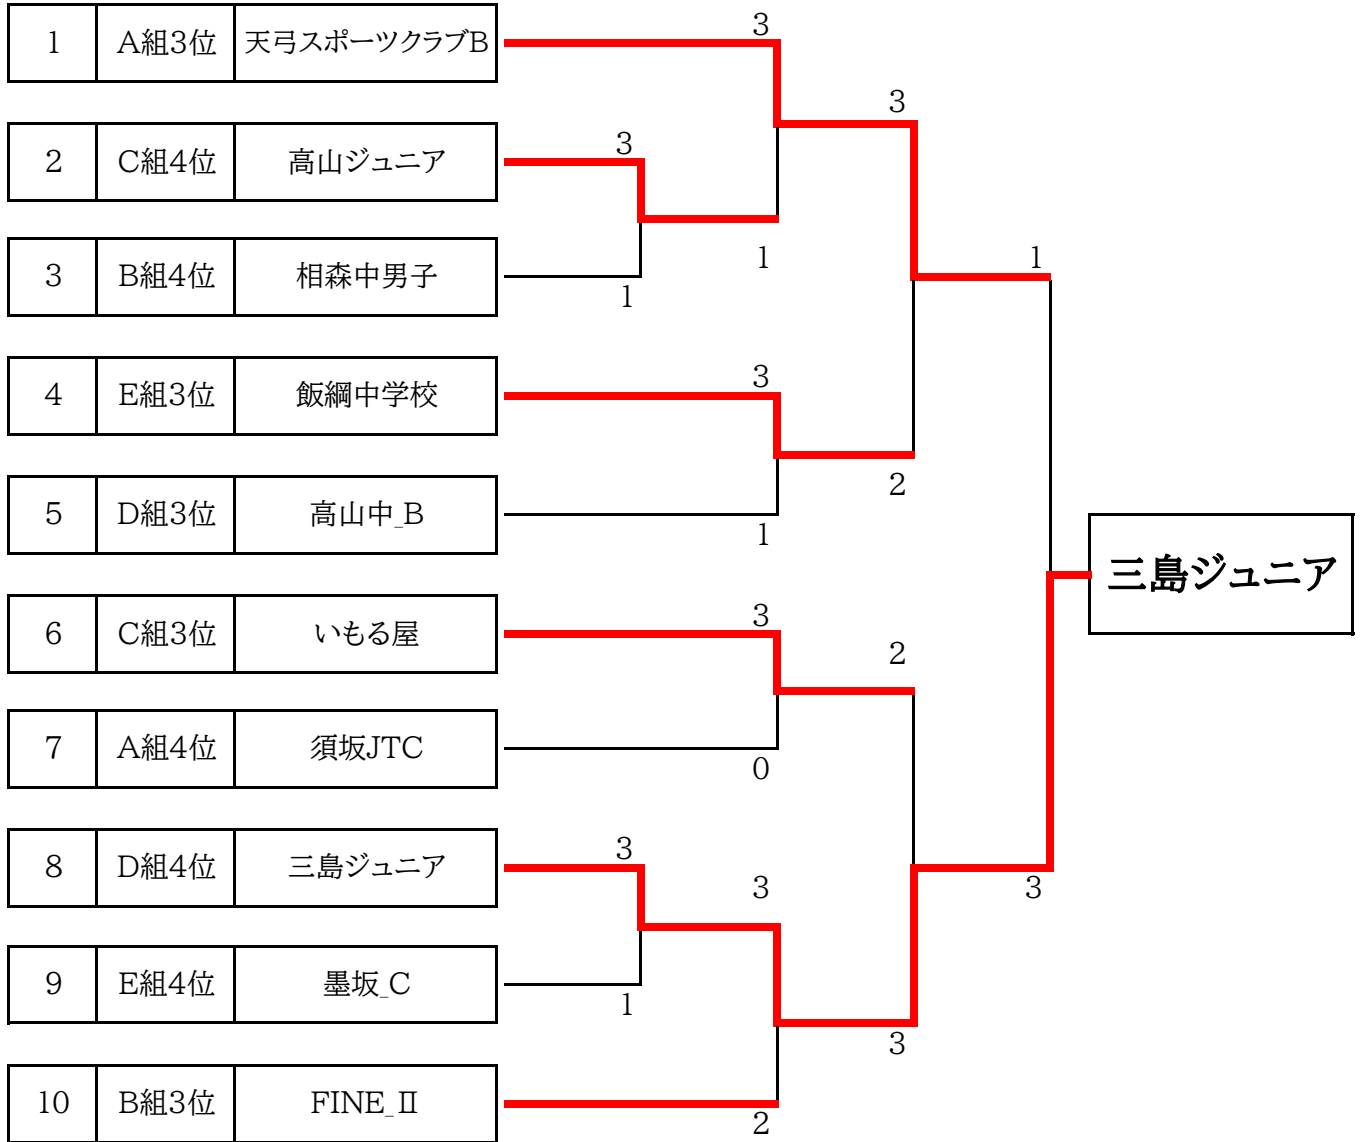 3
1 A組3位 天弓スポーツクラブB
3
3
2 C組4位 高山ジュニア
1
1
3 B組4位 相森中男子
1
3
4 E組3位 飯綱中学校
2
5 D組3位 高山中_B
1
三島ジュニア
3
6 C組3位 いもる屋
2
7 A組4位 須坂JTC
0
3
8 D組4位 三島ジュニア
3
3
9 E組4位 墨坂_C
1
3
10 B組3位 FINE_Ⅱ
2